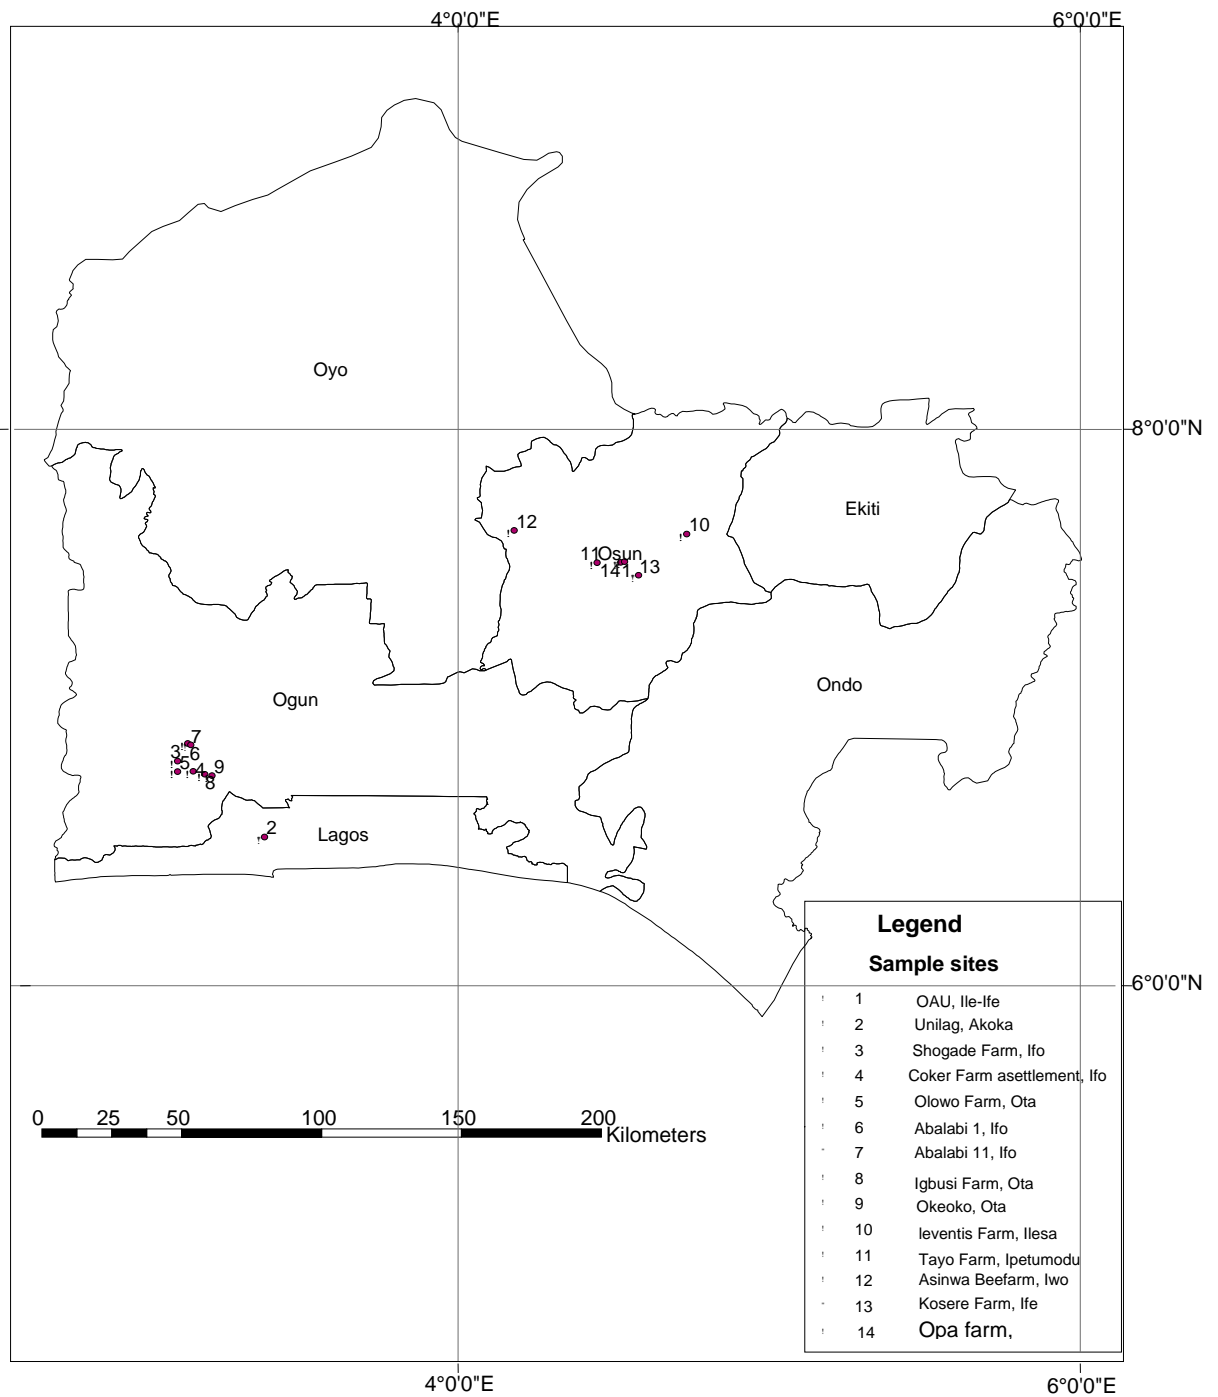 4°0'0"E 6°0'0"E
Oyo
8°0'0"N
Ekiti
12
10
11 Osun
14 1 13
Ondo
Ogun
7
3 6
5 4 9
8
2
Lagos
Legend
Sample sites
6°0'0"N
1 OAU, Ile-Ife
2 Unilag, Akoka
3 Shogade Farm, Ifo
4 Coker Farm asettlement, Ifo
5 Olowo Farm, Ota
6 Abalabi 1, Ifo
7 Abalabi 11, Ifo
8 Igbusi Farm, Ota
9 Okeoko, Ota
10 leventis Farm, Ilesa
11 Tayo Farm, Ipetumodu
12 Asinwa Beefarm, Iwo
13 Kosere Farm, Ife
14 Opa farm,
0 25 50 100 150 200
Kilometers
4°0'0"E 6°0'0"E